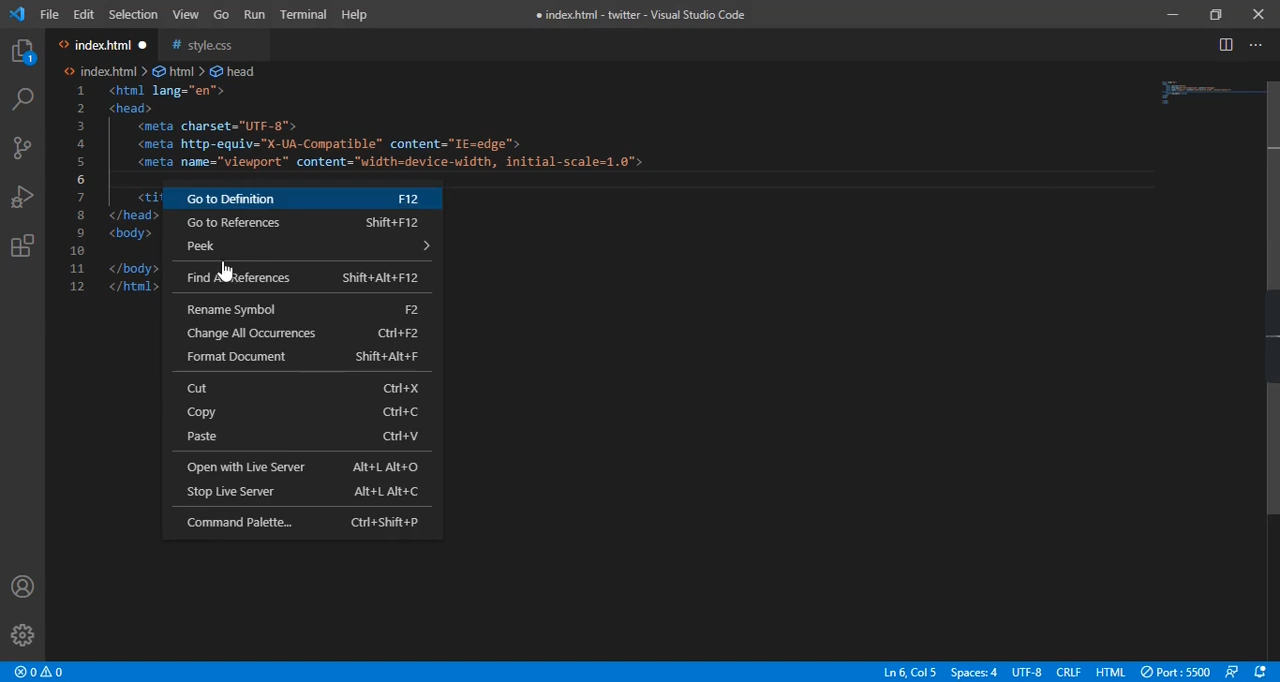 File Edit Selection View Go Run Terminal Help ● index.html - twitter - Visual Studio Code
<> index.html ● # style.css ...
<> index.html > html > head
1 <html lang="en">
2 <head>
3 <meta charset="UTF-8">
4 <meta http-equiv="X-UA-Compatible" content="IE=edge">
5 <meta name="viewport" content="width=device-width, initial-scale=1.0">
6
7 <tit
8 </head>
9 <body>
10
11 </body>
12 </html>
Go to Definition F12
Go to References Shift+F12
Peek >
Find References Shift+Alt+F12
Rename Symbol F2
Change All Occurrences Ctrl+F2
Format Document Shift+Alt+F
Cut Ctrl+X
Copy Ctrl+C
Paste Ctrl+V
Open with Live Server Alt+L Alt+O
Stop Live Server Alt+L Alt+C
Command Palette... Ctrl+Shift+P
1
0 0 Ln 6, Col 5 Spaces: 4 UTF-8 CRLF HTML Port : 5500